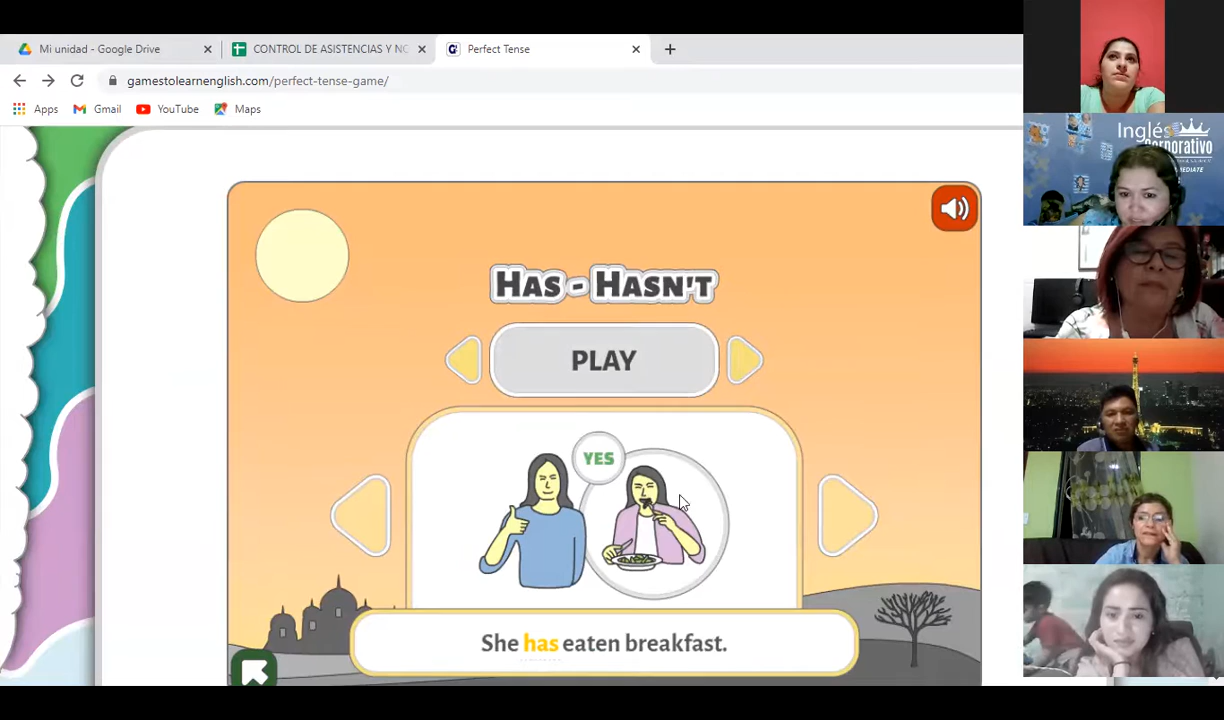 Mi unidad - Google Drive
CONTROL DE ASISTENCIAS Y NO
Perfect Tense
gamestolearnenglish.com/perfect-tense-game/
Apps
Gmail
YouTube
Maps
Has - Hasn't
PLAY
YES
She has eaten breakfast.
Inglés
Corporativo